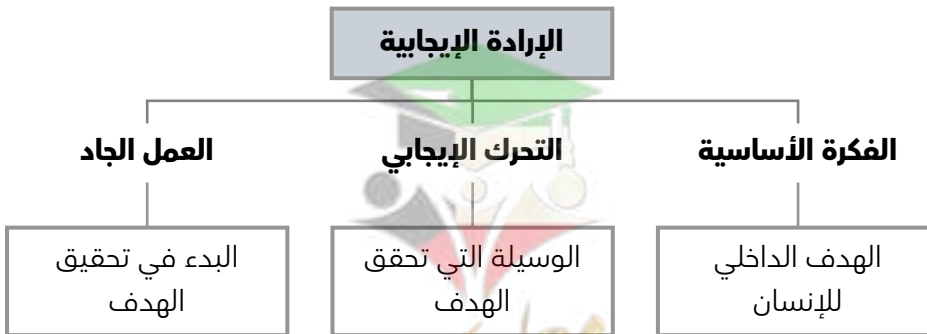 الإرادة الإيجابية
الفكرة الأساسية
التحرك الإيجابي
العمل الجاد
الهدف الداخلي
للإنسان
الوسيلة التي تحقق
الهدف
البدء في تحقيق
الهدف